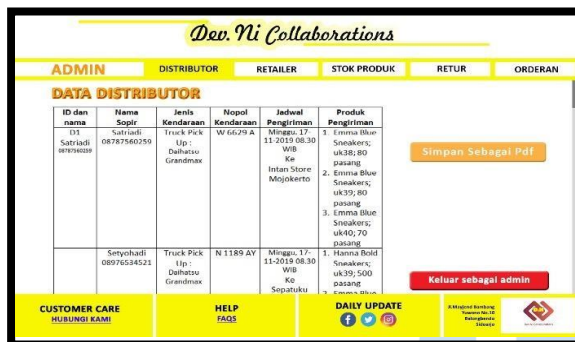 Dev. Ni Collaborations
ADMIN DISTRIBUTOR RETAILER STOK PRODUK RETUR ORDERAN
DATA DISTRIBUTOR
ID dan nama
Nama Sopir
Jenis Kendaraan
Nopol Kendaraan
Jadwal Pengiriman
Produk Pengiriman
D1
Satriadi
08787560259
Satriadi
08787560259
Truck Pick
Up :
Daihatsu
Grandmax
W 6629 A
Minggu, 17-
11-2019 08.30
WIB
Ke
Intan Store
Mojokerto
1. Emma Blue
Sneakers;
uk38; 80
pasang
2. Emma Blue
Sneakers;
uk39; 80
pasang
3. Emma Blue
Sneakers;
uk40; 70
pasang
Setyohadi
08976534521
Truck Pick
Up :
Daihatsu
Grandmax
N 1189 AY
Minggu, 17-
11-2019 08.30
WIB
Ke
Sepatuku
1. Hanna Bold
Sneakers;
uk39; 500
pasang
2. Emma Blue
Simpan Sebagai Pdf
Keluar sebagai admin
CUSTOMER CARE
HUBUNGI KAMI
HELP
FAQS
DAILY UPDATE